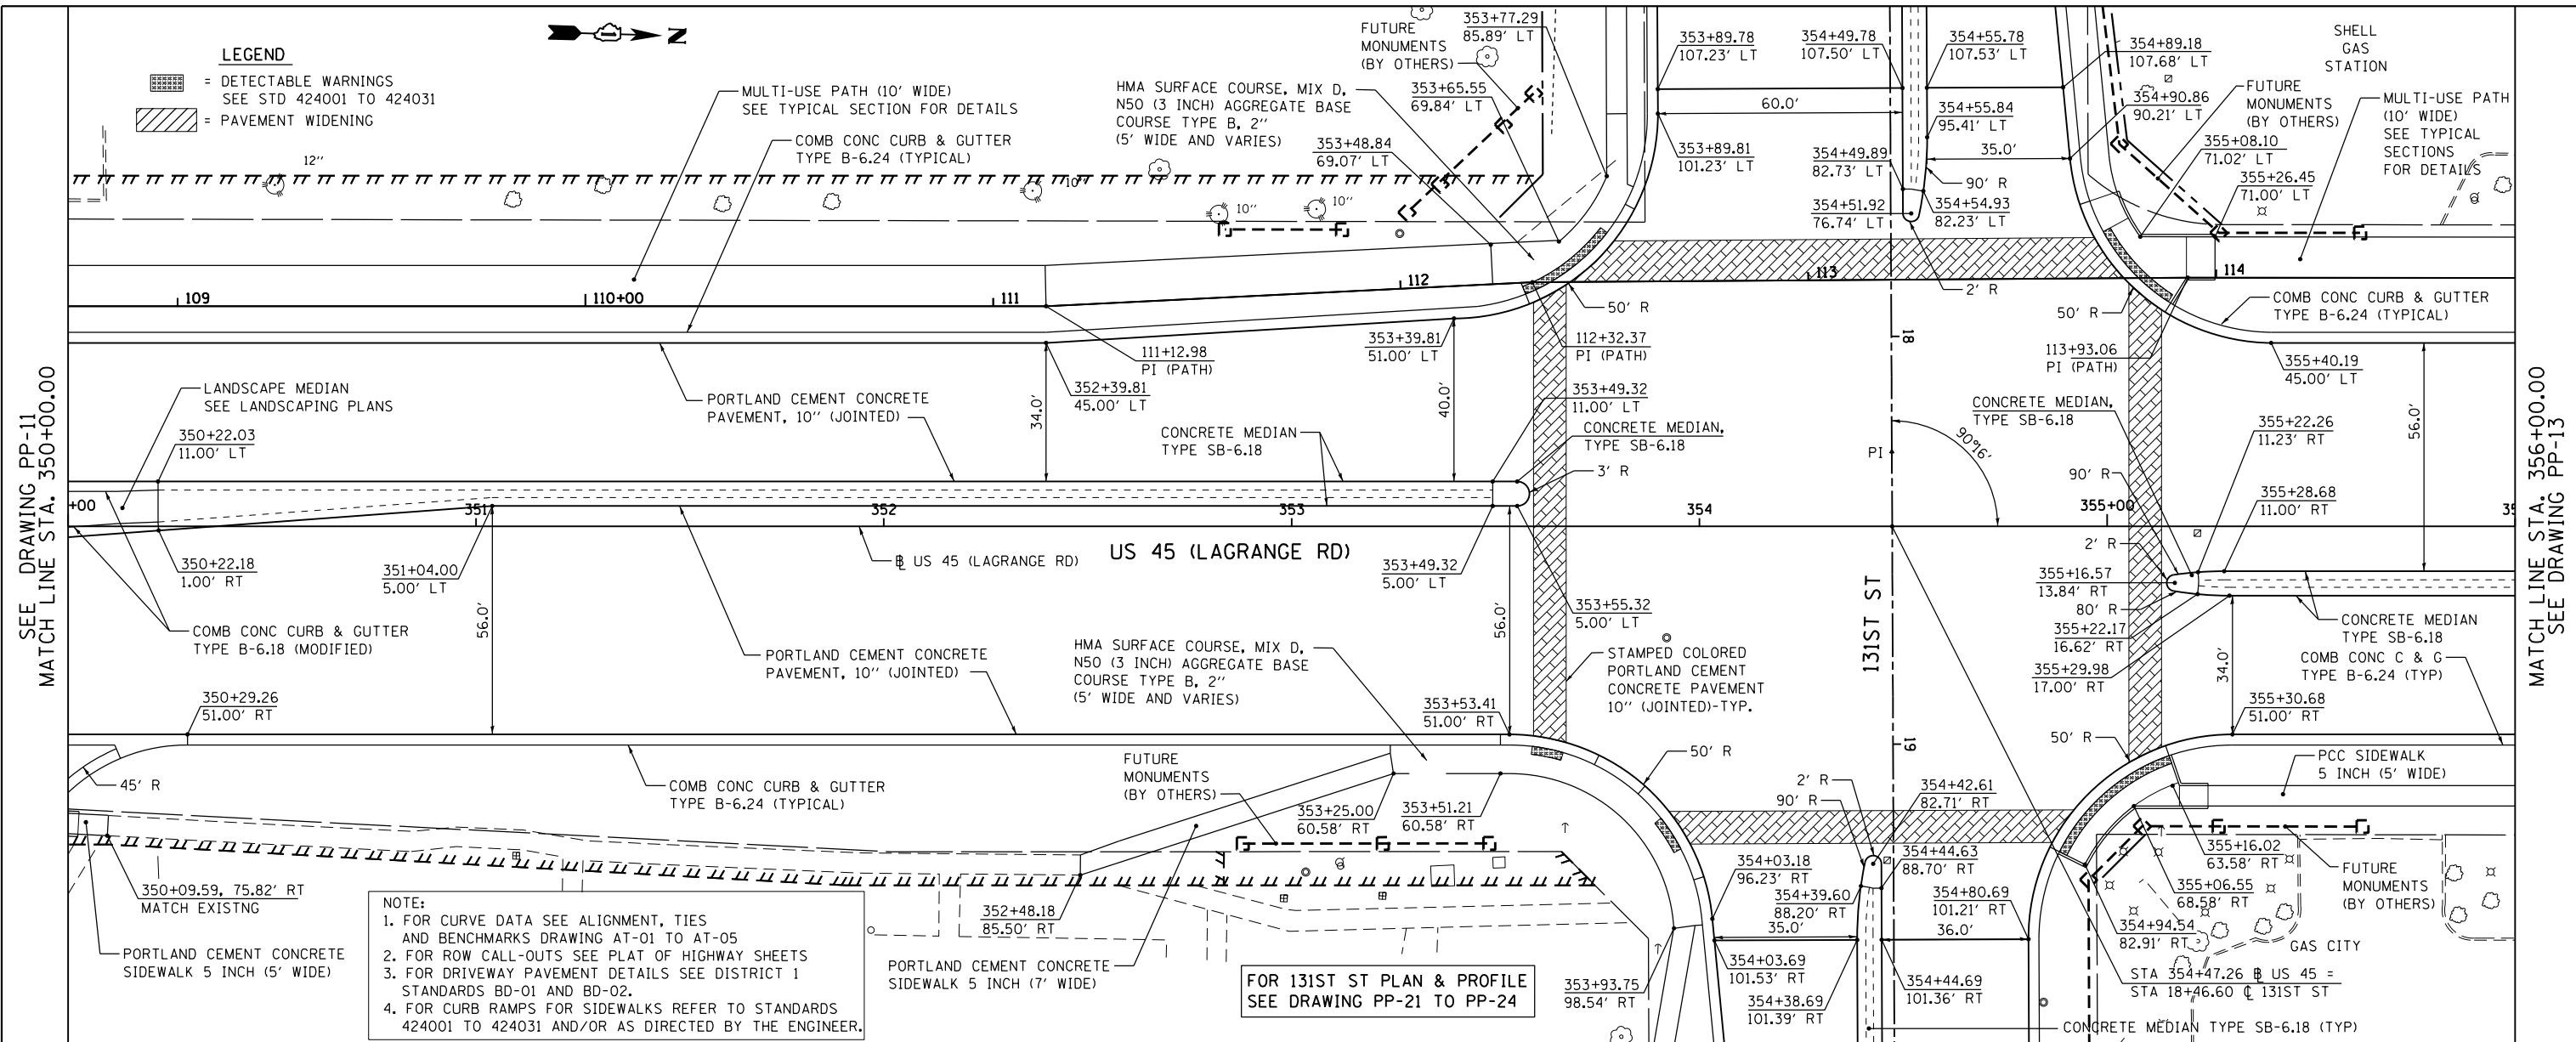 LEGEND
= DETECTABLE WARNINGS
SEE STD 424001 TO 424031
= PAVEMENT WIDENING
N
12''
MULTI-USE PATH (10' WIDE)
SEE TYPICAL SECTION FOR DETAILS
COMB CONC CURB & GUTTER
TYPE B-6.24 (TYPICAL)
10''
10''
10''
HMA SURFACE COURSE, MIX D,
N50 (3 INCH) AGGREGATE BASE
COURSE TYPE B, 2''
(5' WIDE AND VARIES)
FUTURE
MONUMENTS
(BY OTHERS)
353+77.29
85.89' LT
353+65.55
69.84' LT
353+48.84
69.07' LT
353+89.78
107.23' LT
354+49.78
107.50' LT
354+55.78
107.53' LT
354+89.18
107.68' LT
60.0'
353+89.81
101.23' LT
354+55.84
95.41' LT
354+49.89
82.73' LT
35.0'
90' R
354+51.92
76.74' LT
354+54.93
82.23' LT
354+90.86
90.21' LT
355+08.10
71.02' LT
355+26.45
71.00' LT
SHELL
GAS
STATION
FUTURE
MONUMENTS
(BY OTHERS)
MULTI-USE PATH
(10' WIDE)
SEE TYPICAL
SECTIONS
FOR DETAILS
109
110+00
111
112
113
114
2' R
50' R
50' R
COMB CONC CURB & GUTTER
TYPE B-6.24 (TYPICAL)
111+12.98
PI (PATH)
352+39.81
45.00' LT
353+39.81
51.00' LT
112+32.37
PI (PATH)
113+93.06
PI (PATH)
355+40.19
45.00' LT
18
SEE DRAWING PP-11
MATCH LINE STA. 350+00.00
LANDSCAPE MEDIAN
SEE LANDSCAPING PLANS
350+22.03
11.00' LT
PORTLAND CEMENT CONCRETE
PAVEMENT, 10'' (JOINTED)
34.0'
40.0'
CONCRETE MEDIAN
TYPE SB-6.18
353+49.32
11.00' LT
CONCRETE MEDIAN,
TYPE SB-6.18
3' R
PI
90°16'
CONCRETE MEDIAN,
TYPE SB-6.18
90' R
355+22.26
11.23' RT
355+28.68
11.00' RT
56.0'
MATCH LINE STA. 356+00.00
SEE DRAWING PP-13
+00
351
352
353
354
355+00
35
350+22.18
1.00' RT
351+04.00
5.00' LT
℄ US 45 (LAGRANGE RD)
US 45 (LAGRANGE RD)
353+49.32
5.00' LT
353+55.32
5.00' LT
2' R
355+16.57
13.84' RT
80' R
355+22.17
16.62' RT
355+29.98
17.00' RT
CONCRETE MEDIAN
TYPE SB-6.18
COMB CONC C & G
TYPE B-6.24 (TYP)
34.0'
355+30.68
51.00' RT
COMB CONC CURB & GUTTER
TYPE B-6.18 (MODIFIED)
56.0'
PORTLAND CEMENT CONCRETE
PAVEMENT, 10'' (JOINTED)
HMA SURFACE COURSE, MIX D,
N50 (3 INCH) AGGREGATE BASE
COURSE TYPE B, 2''
(5' WIDE AND VARIES)
56.0'
STAMPED COLORED
PORTLAND CEMENT
CONCRETE PAVEMENT
10'' (JOINTED)-TYP.
131ST ST
350+29.26
51.00' RT
353+53.41
51.00' RT
19
50' R
50' R
45' R
COMB CONC CURB & GUTTER
TYPE B-6.24 (TYPICAL)
FUTURE
MONUMENTS
(BY OTHERS)
353+25.00
60.58' RT
353+51.21
60.58' RT
2' R
90' R
354+42.61
82.71' RT
PCC SIDEWALK
5 INCH (5' WIDE)
354+03.18
96.23' RT
354+44.63
88.70' RT
354+39.60
88.20' RT
354+80.69
101.21' RT
35.0'
36.0'
355+16.02
63.58' RT
355+06.55
68.58' RT
354+94.54
82.91' RT
FUTURE
MONUMENTS
(BY OTHERS)
GAS CITY
350+09.59, 75.82' RT
MATCH EXISTNG
PORTLAND CEMENT CONCRETE
SIDEWALK 5 INCH (5' WIDE)
NOTE:
1. FOR CURVE DATA SEE ALIGNMENT, TIES
AND BENCHMARKS DRAWING AT-01 TO AT-05
2. FOR ROW CALL-OUTS SEE PLAT OF HIGHWAY SHEETS
3. FOR DRIVEWAY PAVEMENT DETAILS SEE DISTRICT 1
STANDARDS BD-01 AND BD-02.
4. FOR CURB RAMPS FOR SIDEWALKS REFER TO STANDARDS
424001 TO 424031 AND/OR AS DIRECTED BY THE ENGINEER.
352+48.18
85.50' RT
PORTLAND CEMENT CONCRETE
SIDEWALK 5 INCH (7' WIDE)
FOR 131ST ST PLAN & PROFILE
SEE DRAWING PP-21 TO PP-24
353+93.75
98.54' RT
354+03.69
101.53' RT
354+38.69
101.39' RT
354+44.69
101.36' RT
STA 354+47.26 ℄ US 45 =
STA 18+46.60 ℄ 131ST ST
CONCRETE MEDIAN TYPE SB-6.18 (TYP)